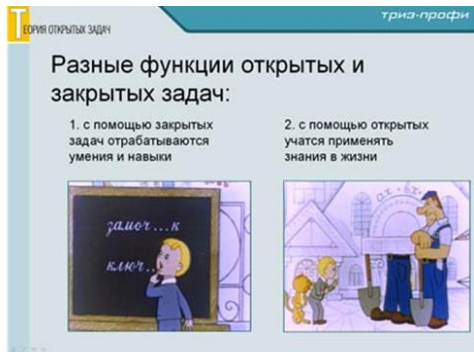 триз-профи
ТЕОРИЯ ОТКРЫТЫХ ЗАДАЧ
Разные функции открытых и
закрытых задач:
1. с помощью закрытых
задач отрабатываются
умения и навыки
2. с помощью открытых
учатся применять
знания в жизни
замоч...к
ключ..